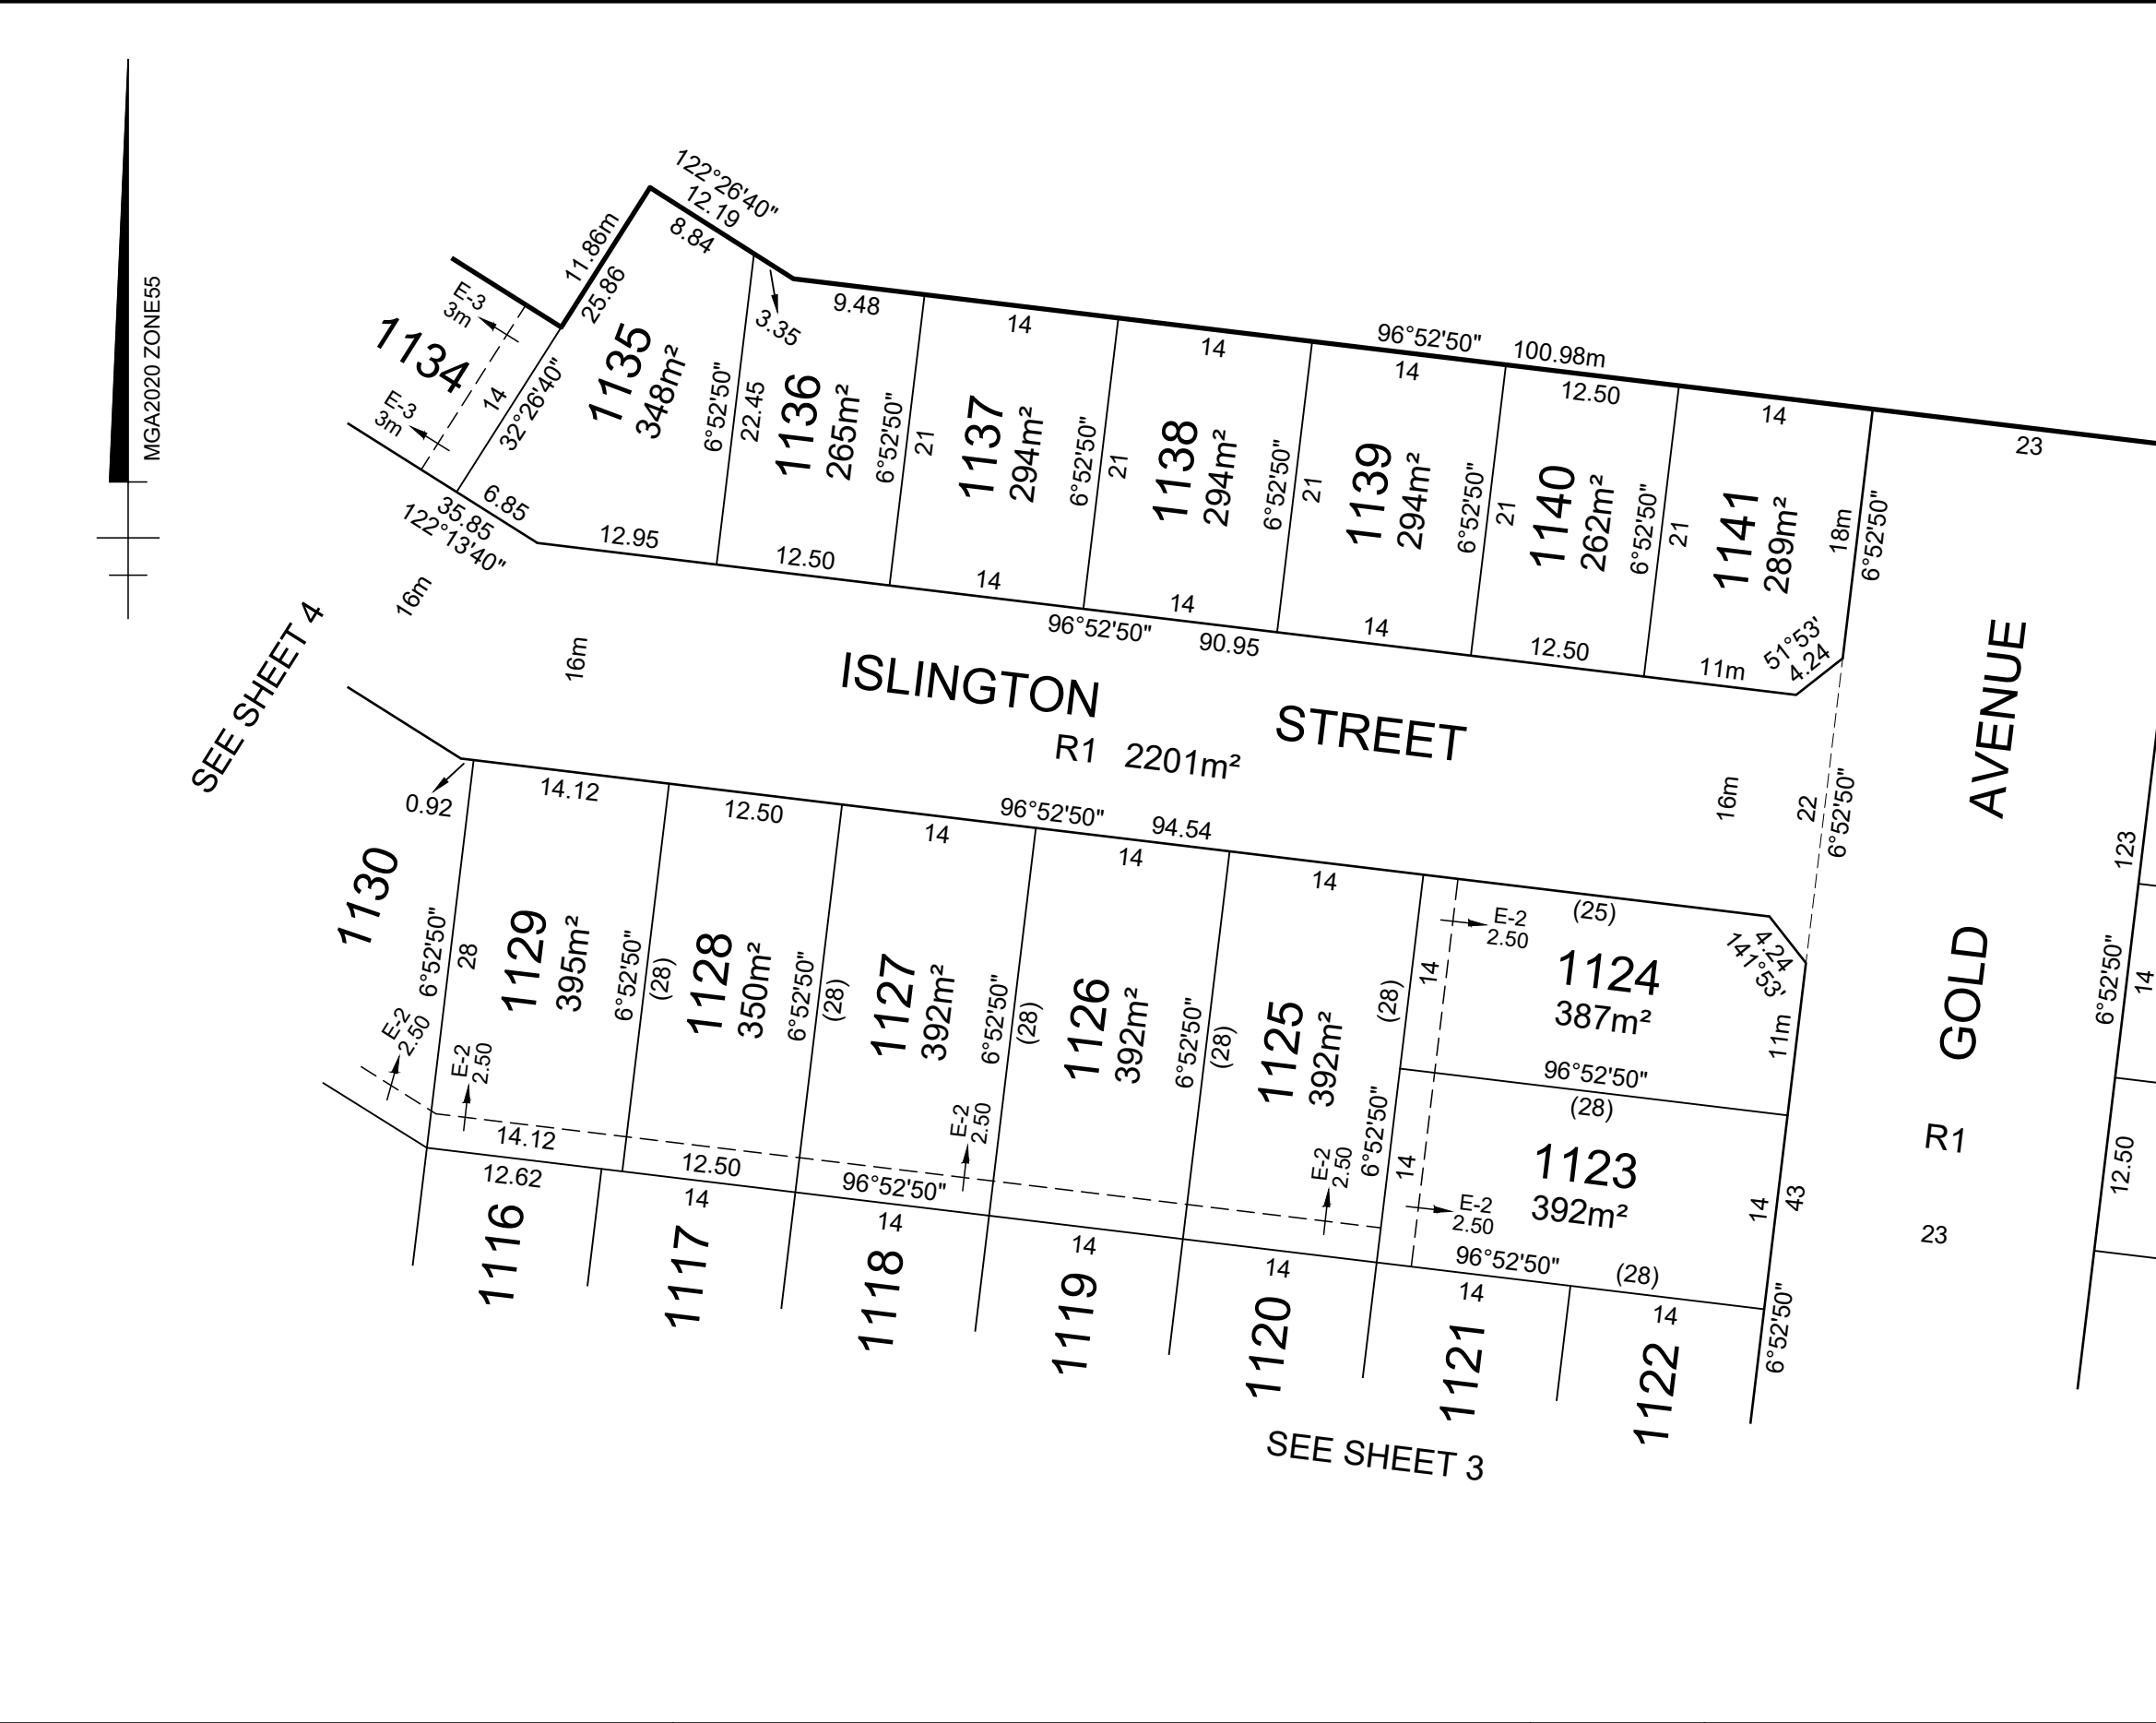 MGA2020 ZONE55
122°26'40"
12.19
8.84
11.86m
25.86
E-3
3m
1134
E-3
3m
14
32°26'40"
1135
348m²
3.35
9.48
6°52'50"
22.45
1136
265m²
6°52'50"
14
21
1137
294m²
6°52'50"
14
21
1138
294m²
6°52'50"
96°52'50" 100.98m
14
21
1139
294m²
6°52'50"
12.50
21
1140
262m²
6°52'50"
14
21
1141
289m²
18m
6°52'50"
23
6.85
35.85
122°13'40"
12.95
12.50
14
14
14
12.50
11m
51°53'
4.24
96°52'50" 90.95
16m
16m
SEE SHEET 4
ISLINGTON STREET
R1 2201m²
16m
22
6°52'50"
GOLD AVENUE
R1
23
123
6°52'50"
14
12.50
0.92
14.12
12.50
96°52'50" 94.54
14
14
14
(25)
4.24
141°53'
1130
6°52'50"
28
1129
395m²
6°52'50"
(28)
1128
350m²
6°52'50"
(28)
1127
392m²
6°52'50"
(28)
1126
392m²
6°52'50"
(28)
1125
392m²
(28)
6°52'50"
14
E-2
2.50
1124
387m²
11m
96°52'50"
(28)
1123
392m²
14
E-2
2.50
14
43
96°52'50" (28)
E-2
2.50
E-2
2.50
E-2
2.50
E-2
2.50
14.12
12.50
96°52'50"
12.62
1116
14
1117
14
1118
14
1119
14
1120
14
1121
14
1122
6°52'50"
SEE SHEET 3